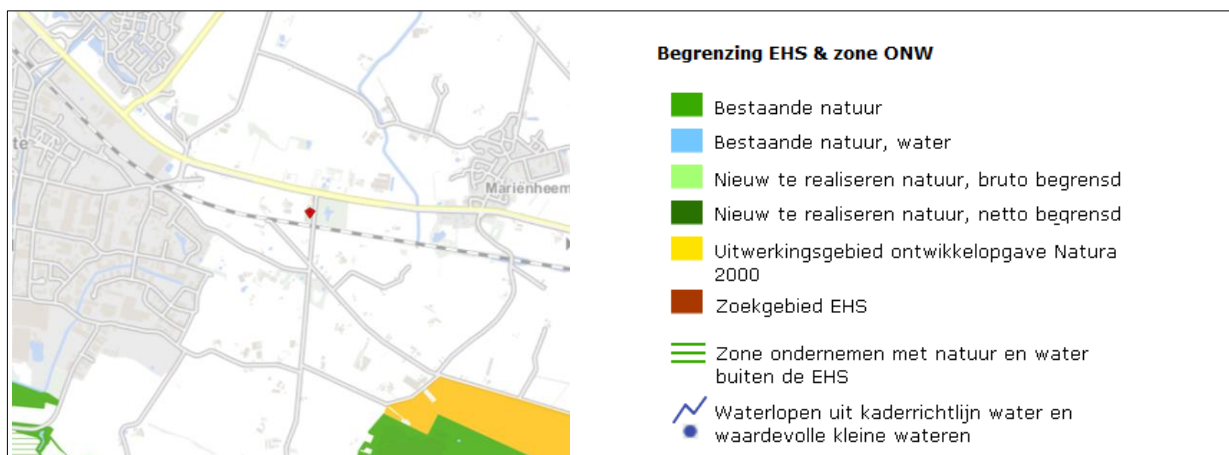 te
Mariënheem
Begrenzing EHS & zone ONW
Bestaande natuur
Bestaande natuur, water
Nieuw te realiseren natuur, bruto begrensd
Nieuw te realiseren natuur, netto begrensd
Uitwerkingsgebied ontwikkelopgave Natura
2000
Zoekgebied EHS
Zone ondernemen met natuur en water
buiten de EHS
Waterlopen uit kaderrichtlijn water en
waardevolle kleine wateren